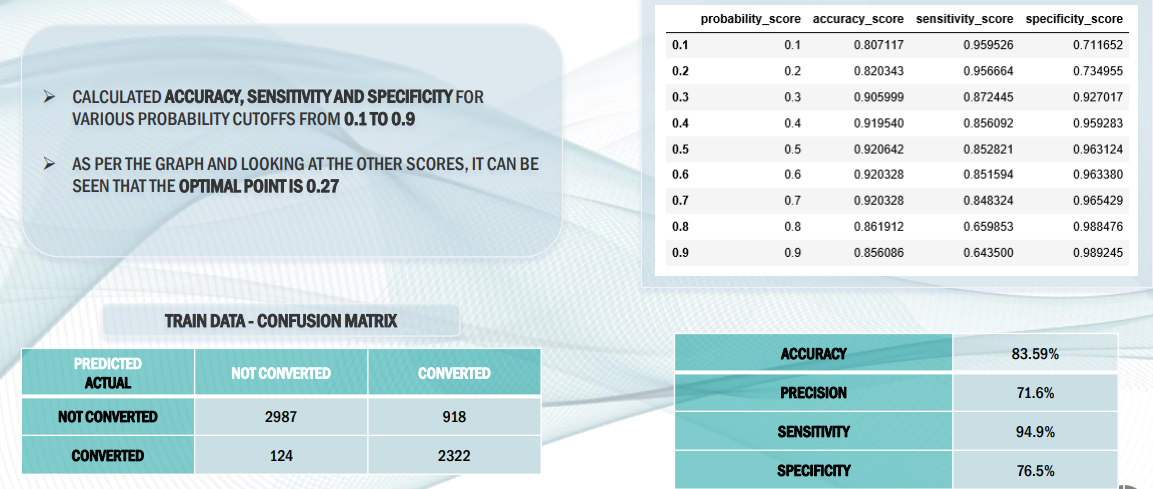 CALCULATED ACCURACY, SENSITIVITY AND SPECIFICITY FOR
VARIOUS PROBABILITY CUTOFFS FROM 0.1 TO 0.9
AS PER THE GRAPH AND LOOKING AT THE OTHER SCORES, IT CAN BE
SEEN THAT THE OPTIMAL POINT IS 0.27
probability_score accuracy_score sensitivity_score specificity_score
0.1 0.1 0.807117 0.959526 0.711652
0.2 0.2 0.820343 0.956664 0.734955
0.3 0.3 0.905999 0.872445 0.927017
0.4 0.4 0.919540 0.856092 0.959283
0.5 0.5 0.920642 0.852821 0.963124
0.6 0.6 0.920328 0.851594 0.963380
0.7 0.7 0.920328 0.848324 0.965429
0.8 0.8 0.861912 0.659853 0.988476
0.9 0.9 0.856086 0.643500 0.989245
TRAIN DATA - CONFUSION MATRIX
PREDICTED
ACTUAL
NOT CONVERTED CONVERTED
NOT CONVERTED 2987 918
CONVERTED 124 2322
ACCURACY 83.59%
PRECISION 71.6%
SENSITIVITY 94.9%
SPECIFICITY 76.5%